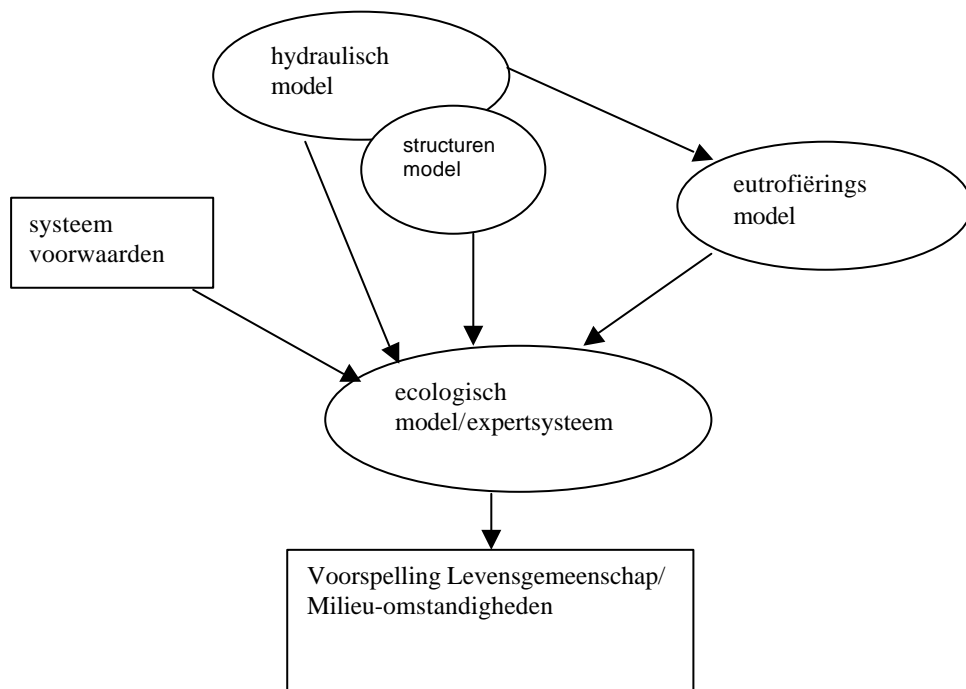 hydraulisch
model
structuren
model
eutrofiërings
model
systeem
voorwaarden
ecologisch
model/expertsysteem
Voorspelling Levensgemeenschap/
Milieu-omstandigheden